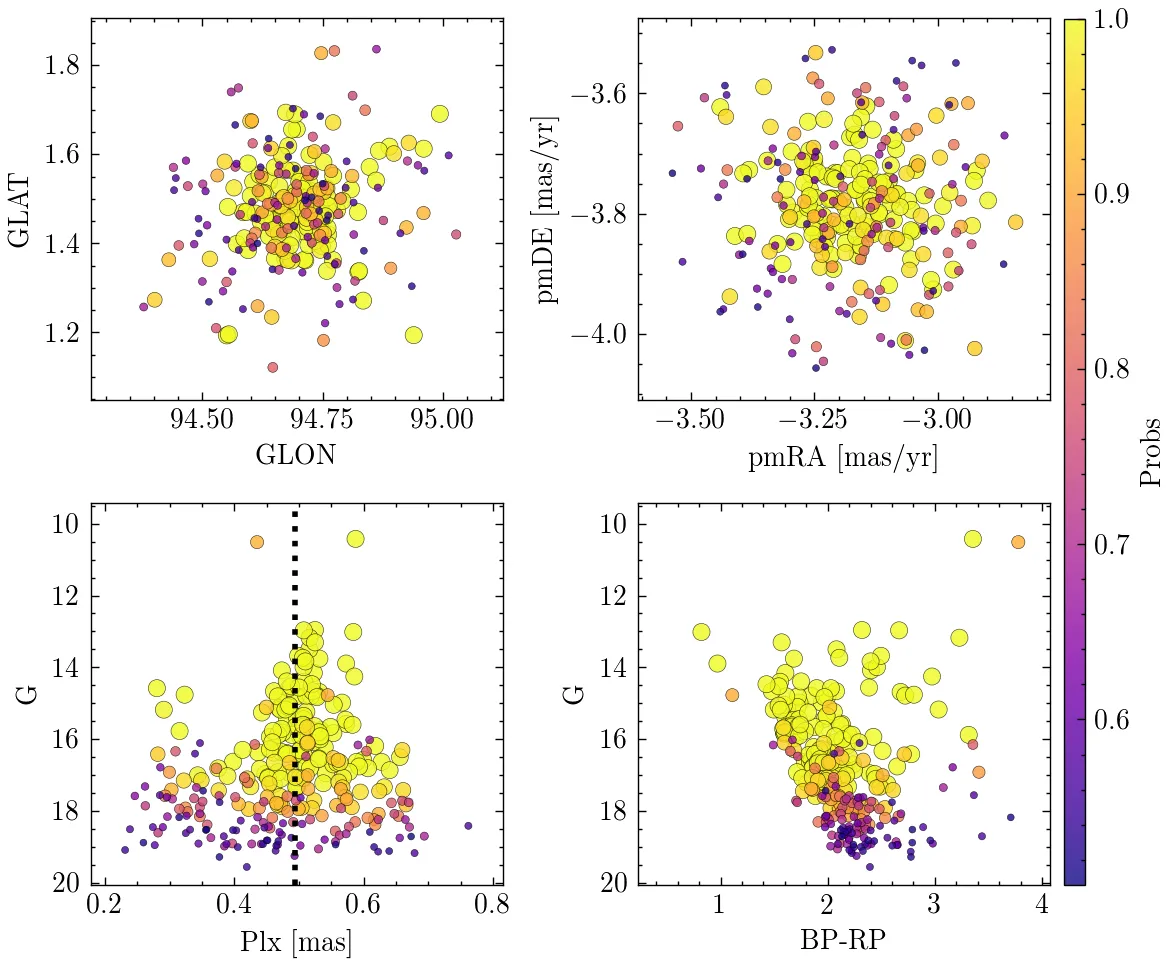 1.8
1.6
1.4
1.2
GLAT
94.50 94.75 95.00
GLON
−3.6
−3.8
−4.0
pmDE [mas/yr]
−3.50 −3.25 −3.00
pmRA [mas/yr]
1.0
0.9
0.8
0.7
0.6
Probs
10
12
14
16
18
20
G
0.2 0.4 0.6 0.8
Plx [mas]
10
12
14
16
18
20
G
1 2 3 4
BP-RP